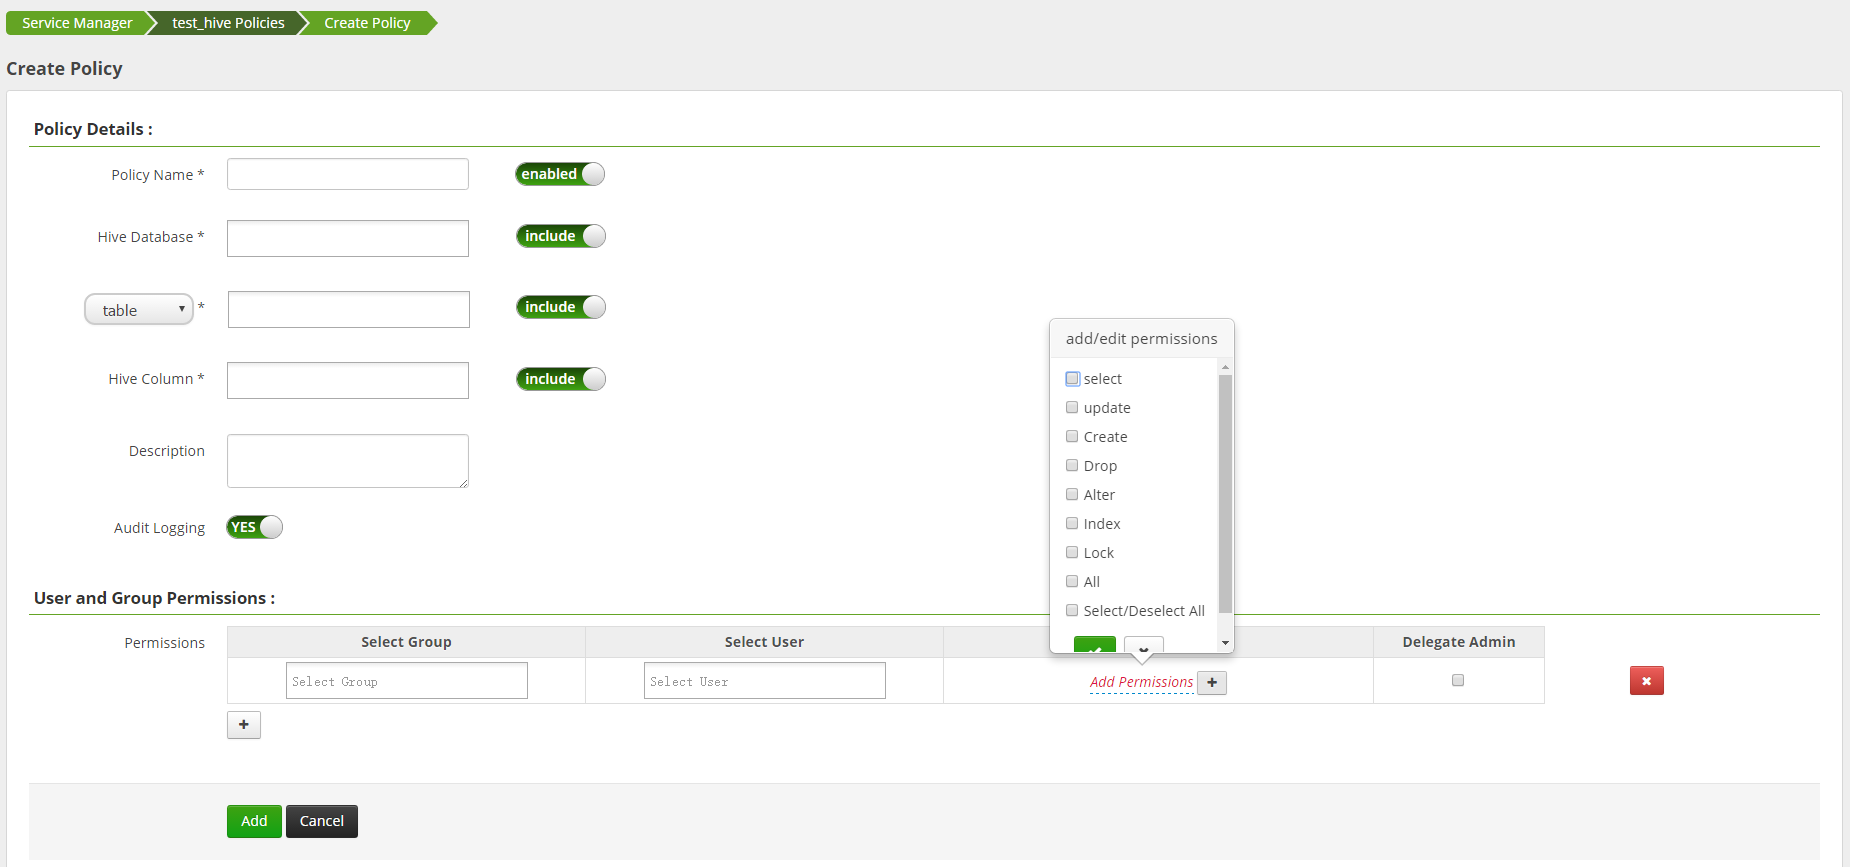 Service Manager test_hive Policies Create Policy
Create Policy
Policy Details :
Policy Name * enabled
Hive Database * include
table * include
Hive Column * include
Description
Audit Logging YES
add/edit permissions
select
update
Create
Drop
Alter
Index
Lock
All
Select/Deselect All
User and Group Permissions :
Permissions Select Group Select User Delegate Admin
Select Group Select User Add Permissions +
+
Add Cancel